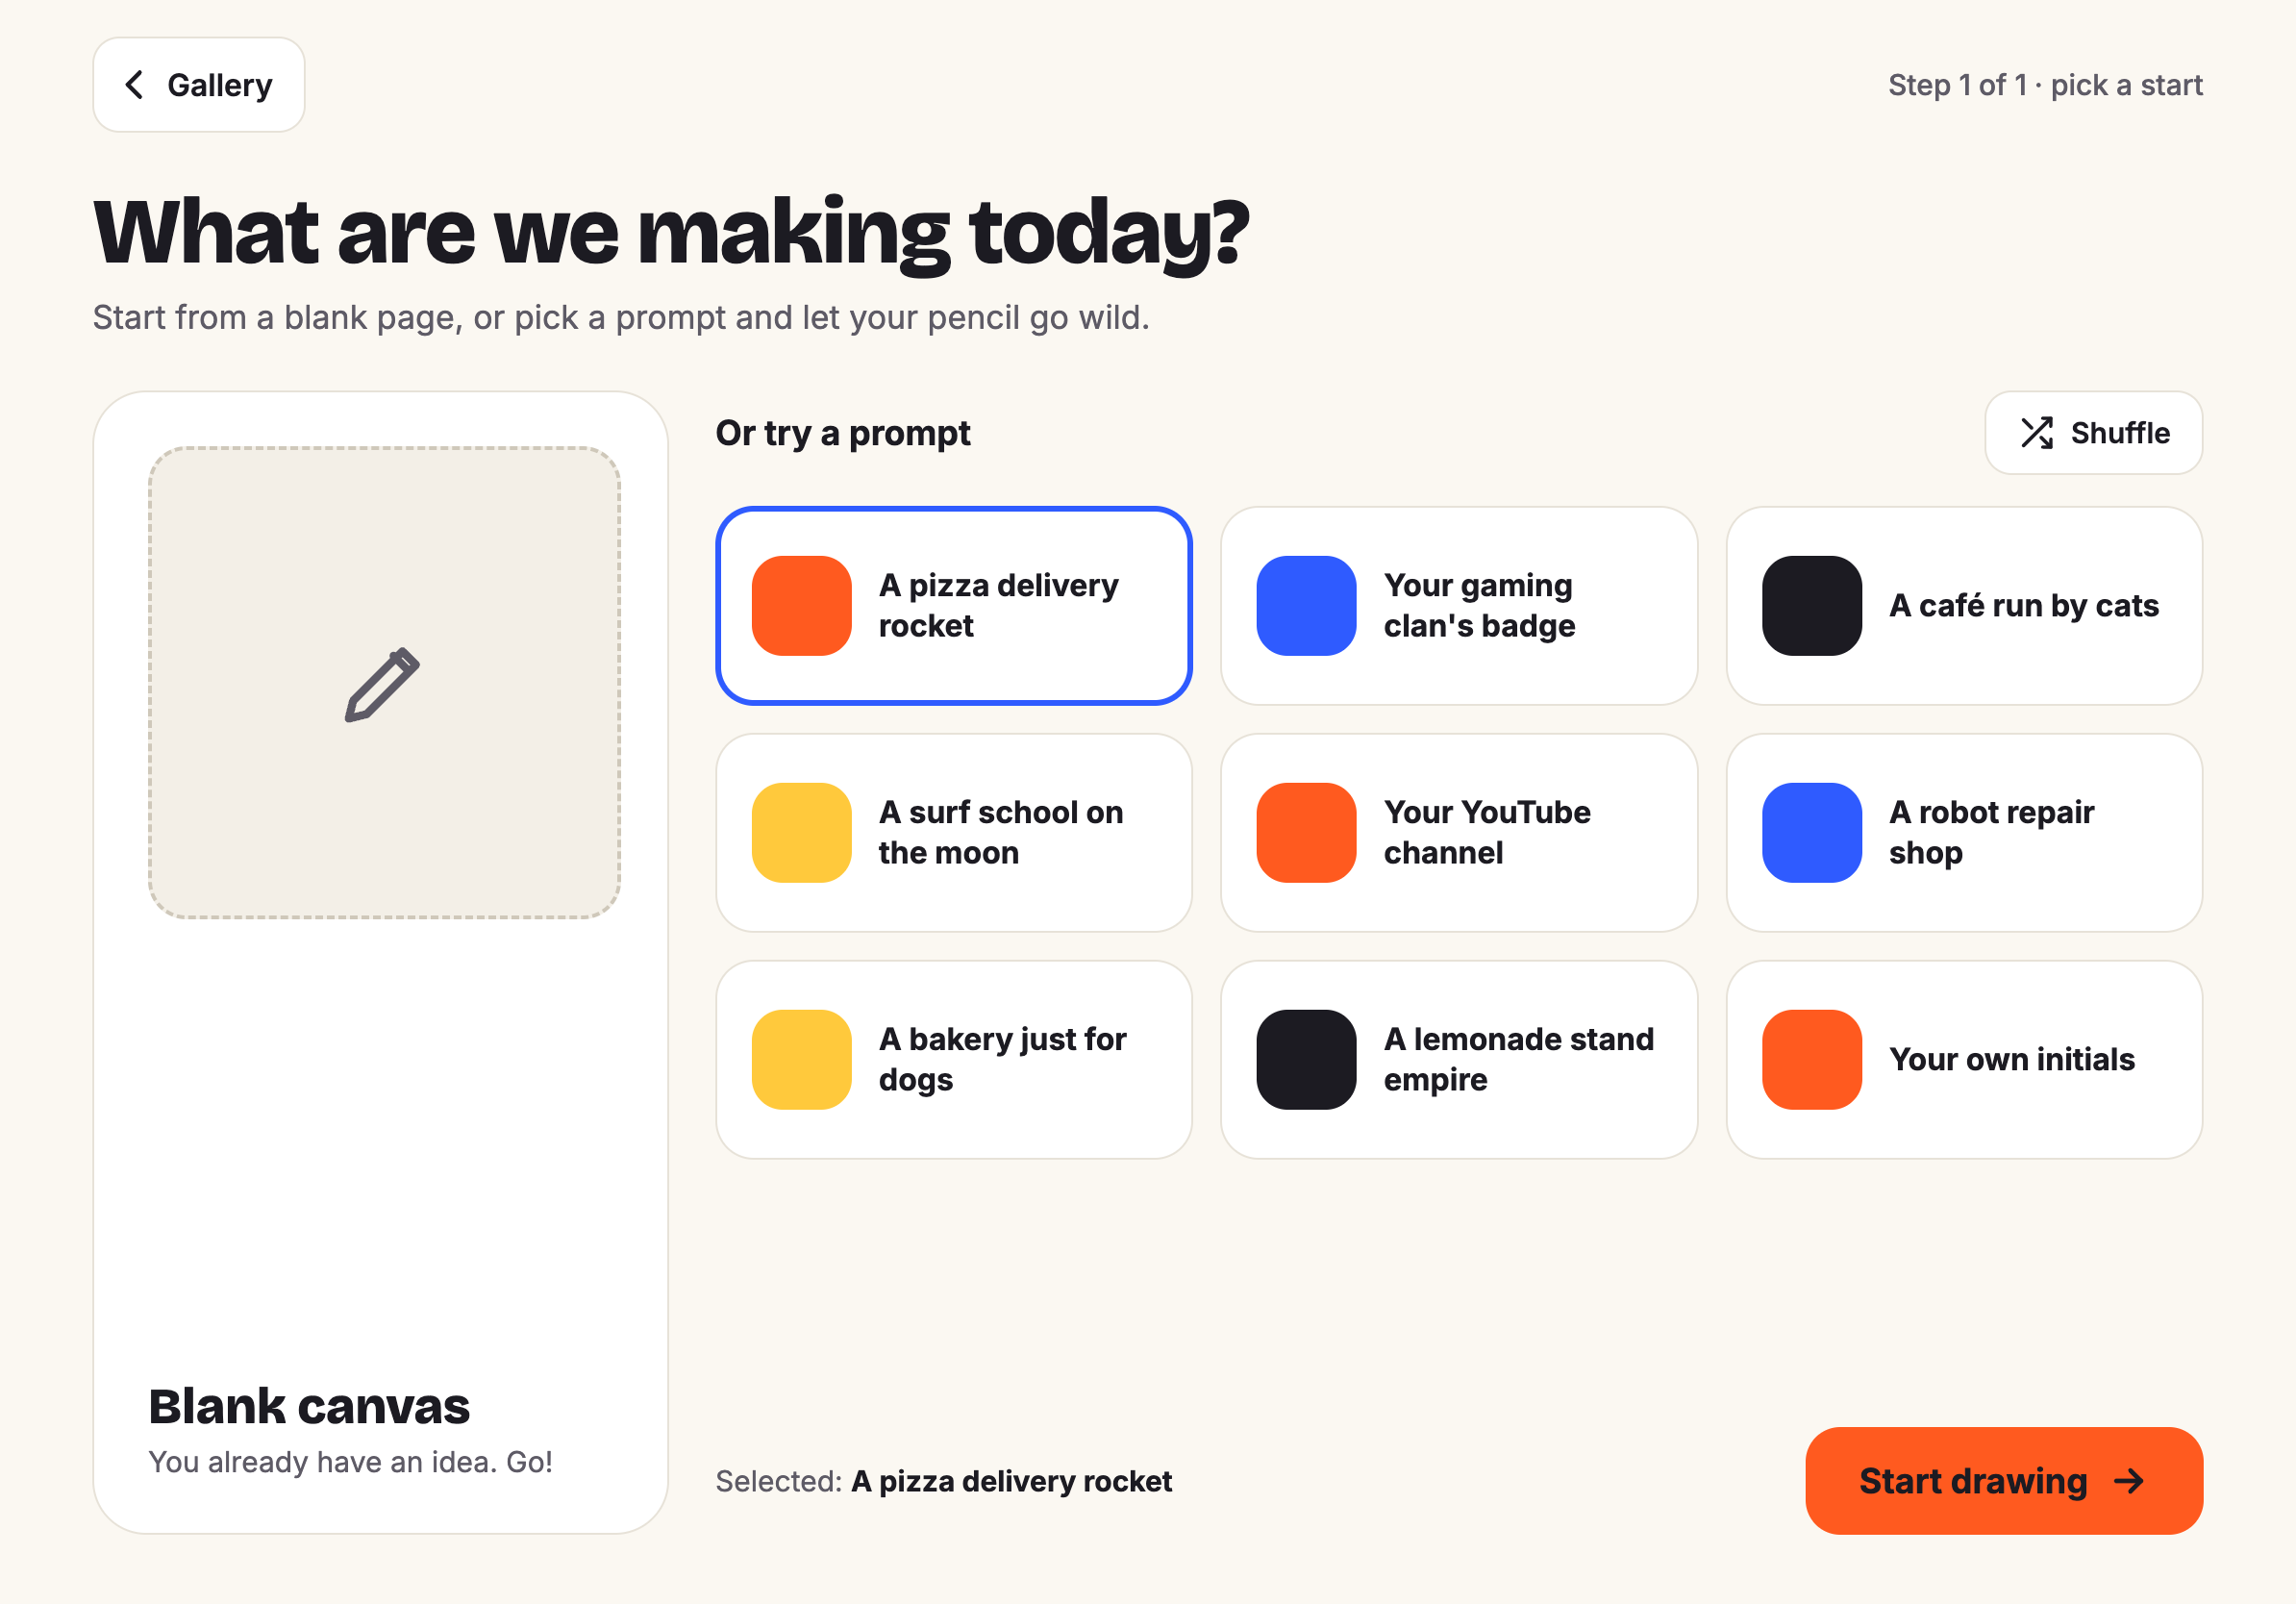 Gallery
Step 1 of 1 · pick a start
What are we making today?
Start from a blank page, or pick a prompt and let your pencil go wild.
Or try a prompt
Shuffle
A pizza delivery
rocket
Your gaming
clan's badge
A café run by cats
A surf school on
the moon
Your YouTube
channel
A robot repair
shop
A bakery just for
dogs
A lemonade stand
empire
Your own initials
Blank canvas
You already have an idea. Go!
Selected: A pizza delivery rocket
Start drawing